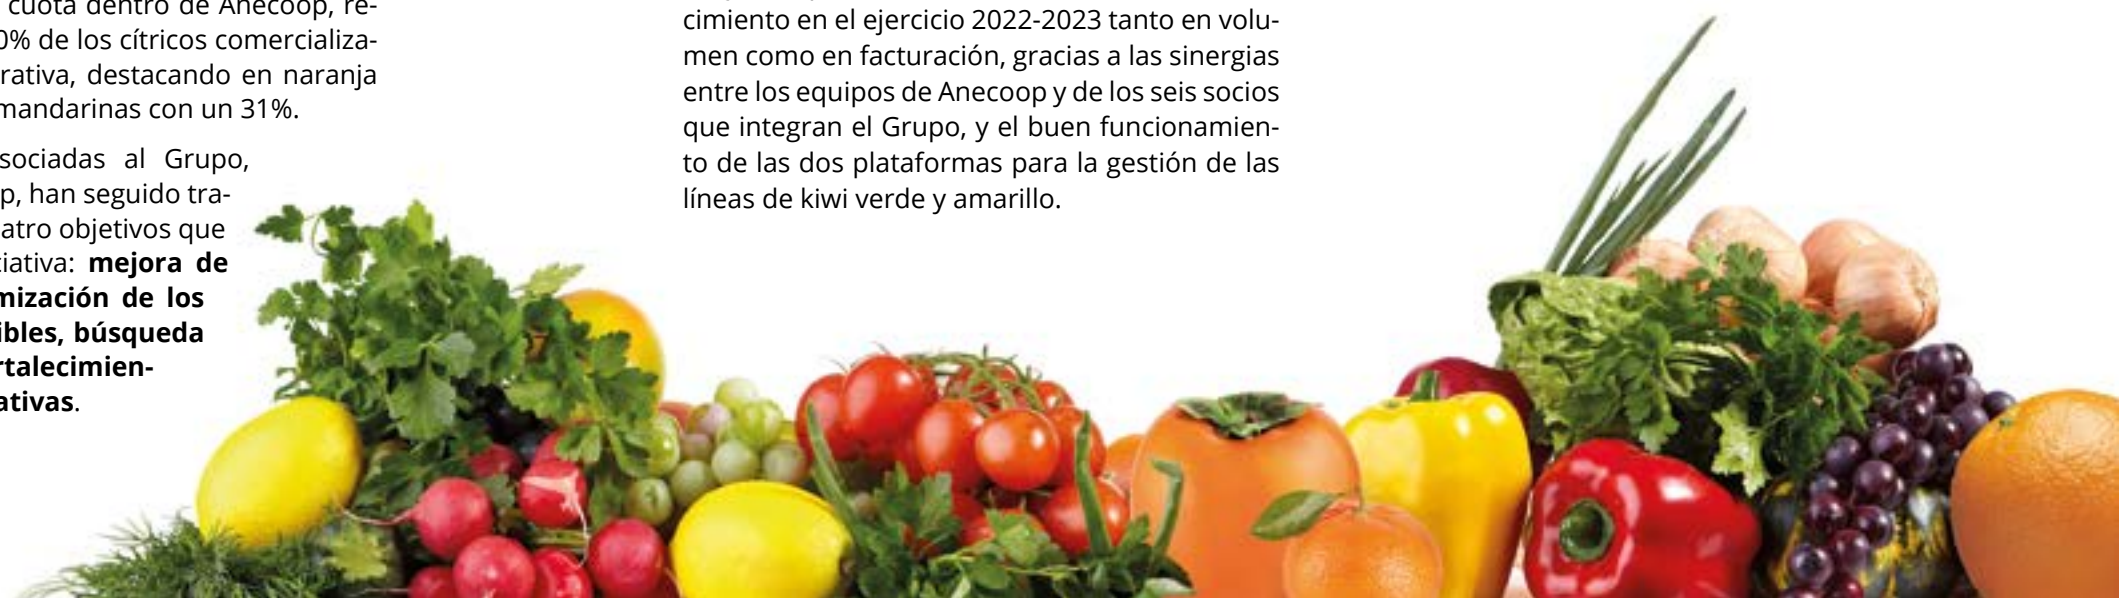 cuota dentro de Anecoop, re-
0% de los cítricos comercializa-
rativa, destacando en naranja
mandarinas con un 31%.
sociadas al Grupo,
p, han seguido tra-
atro objetivos que
ciativa: mejora de
mización de los
ibles, búsqueda
rtalecimien-
ativas.
cimiento en el ejercicio 2022-2023 tanto en volu-
men como en facturación, gracias a las sinergias
entre los equipos de Anecoop y de los seis socios
que integran el Grupo, y el buen funcionamien-
to de las dos plataformas para la gestión de las
líneas de kiwi verde y amarillo.